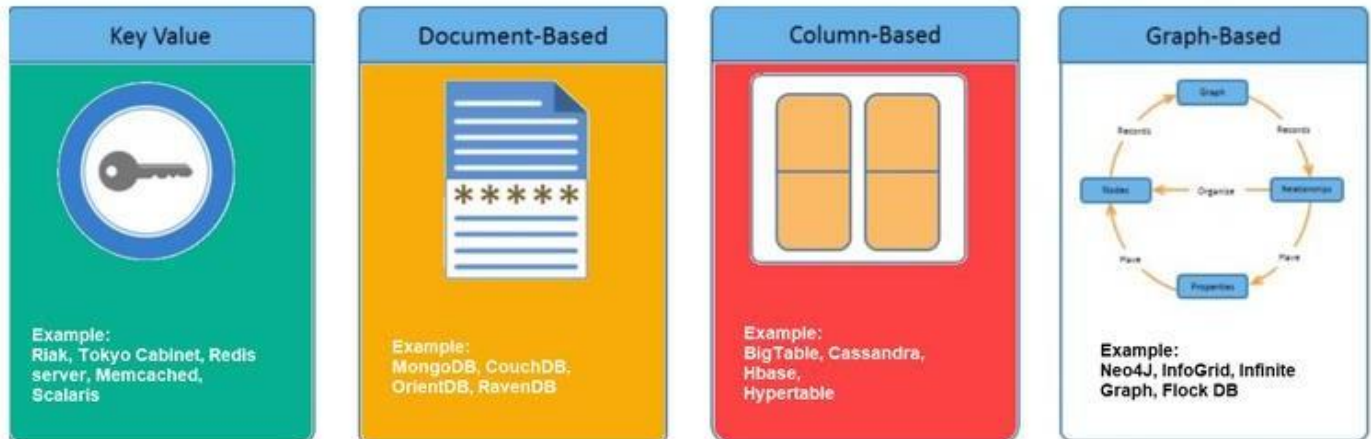 Key Value
Example:
Riak, Tokyo Cabinet, Redis
server, Memcached,
Scalaris
Document-Based
*****
Example:
MongoDB, CouchDB,
OrientDB, RavenDB
Column-Based
Example:
BigTable, Cassandra,
Hbase,
Hypertable
Graph-Based
Graph
Records
Records
Nodes
Organise
Relationships
Have
Have
Properties
Example:
Neo4J, InfoGrid, Infinite
Graph, Flock DB